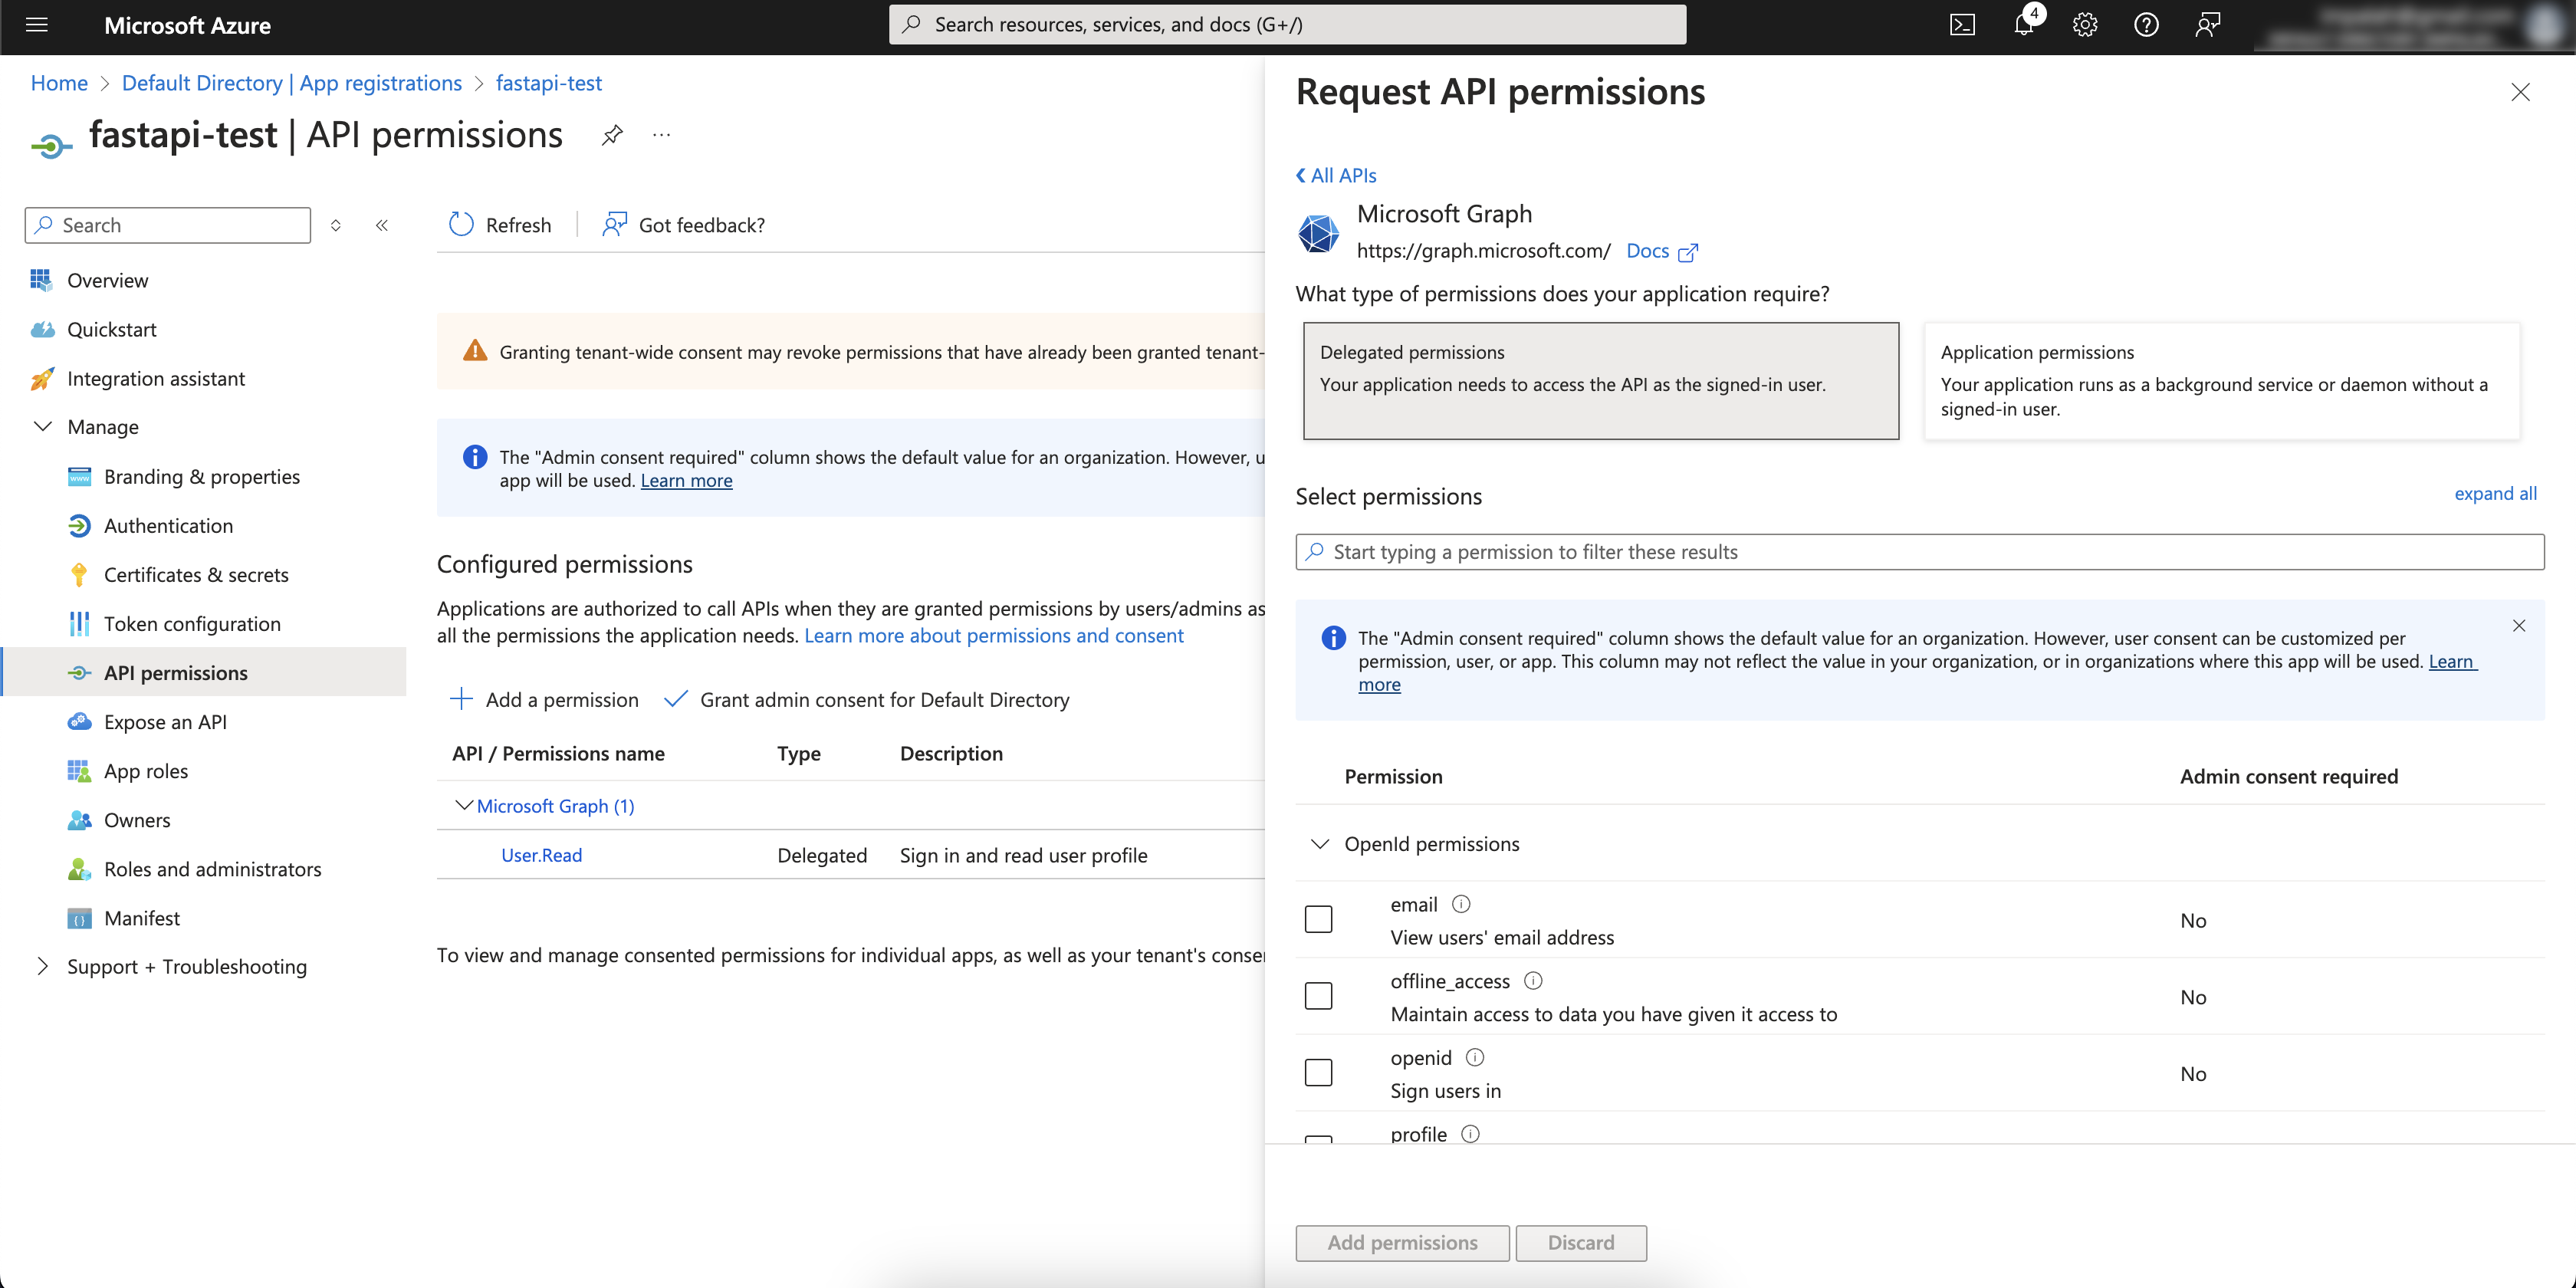 Microsoft Azure
Search resources, services, and docs (G+/)
4
Home > Default Directory | App registrations > fastapi-test
fastapi-test | API permissions
Search
Refresh
Got feedback?
Overview
Quickstart
Integration assistant
Manage
Branding & properties
Authentication
Certificates & secrets
Token configuration
API permissions
Expose an API
App roles
Owners
Roles and administrators
Manifest
Support + Troubleshooting
Granting tenant-wide consent may revoke permissions that have already been granted tenant-
The "Admin consent required" column shows the default value for an organization. However, u
app will be used. Learn more
Configured permissions
Applications are authorized to call APIs when they are granted permissions by users/admins as
all the permissions the application needs. Learn more about permissions and consent
Add a permission
Grant admin consent for Default Directory
API / Permissions name Type Description
Microsoft Graph (1)
User.Read Delegated Sign in and read user profile
To view and manage consented permissions for individual apps, as well as your tenant's conse
Request API permissions
All APIs
Microsoft Graph
https://graph.microsoft.com/ Docs
What type of permissions does your application require?
Delegated permissions
Your application needs to access the API as the signed-in user.
Application permissions
Your application runs as a background service or daemon without a
signed-in user.
Select permissions
expand all
Start typing a permission to filter these results
The "Admin consent required" column shows the default value for an organization. However, user consent can be customized per
permission, user, or app. This column may not reflect the value in your organization, or in organizations where this app will be used. Learn
more
Permission Admin consent required
OpenId permissions
email
View users' email address
No
offline_access
Maintain access to data you have given it access to
No
openid
Sign users in
No
profile
Add permissions
Discard